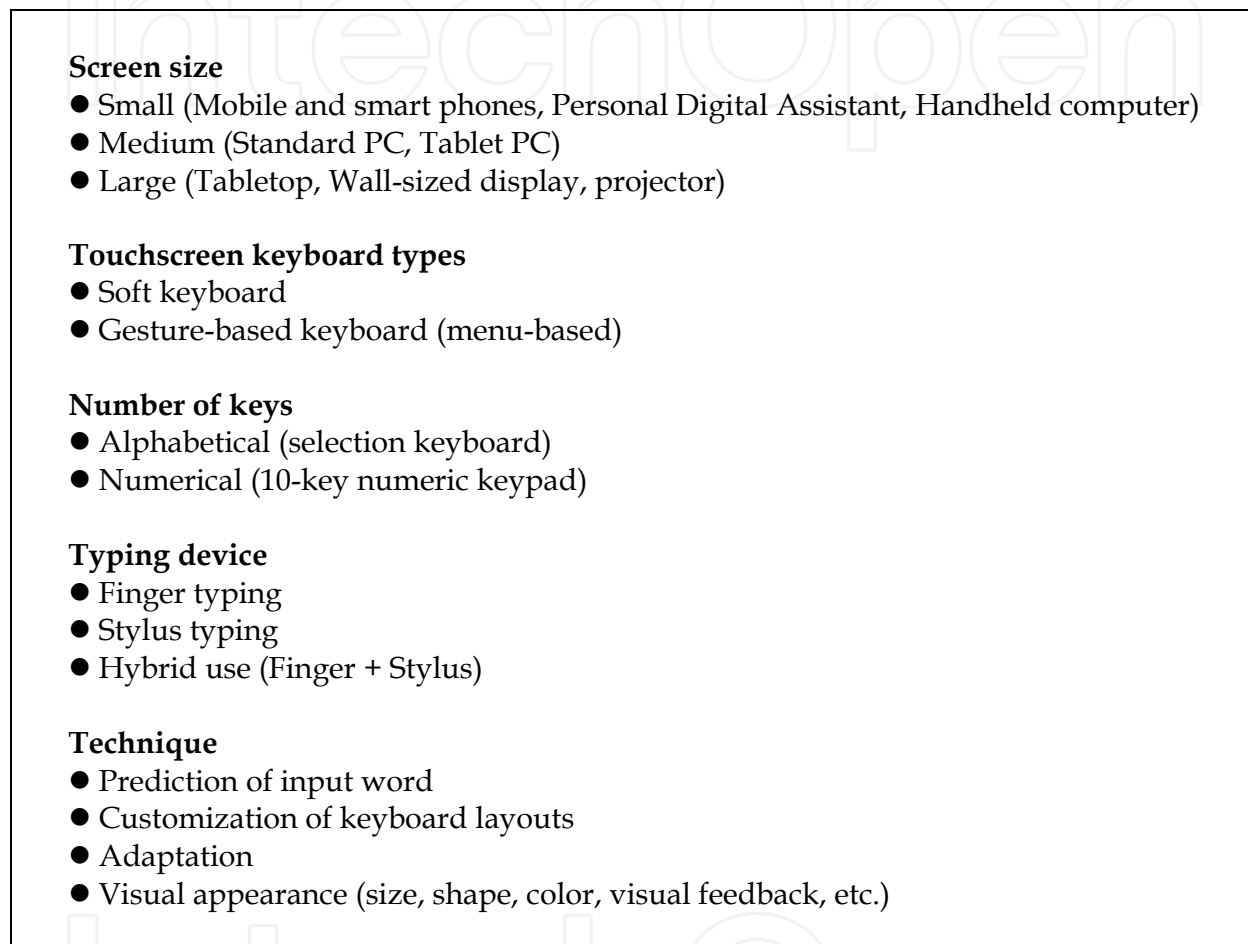 IntechOpen
Screen size
● Small (Mobile and smart phones, Personal Digital Assistant, Handheld computer)
● Medium (Standard PC, Tablet PC)
● Large (Tabletop, Wall-sized display, projector)
Touchscreen keyboard types
● Soft keyboard
● Gesture-based keyboard (menu-based)
Number of keys
● Alphabetical (selection keyboard)
● Numerical (10-key numeric keypad)
Typing device
● Finger typing
● Stylus typing
● Hybrid use (Finger + Stylus)
Technique
● Prediction of input word
● Customization of keyboard layouts
● Adaptation
● Visual appearance (size, shape, color, visual feedback, etc.)